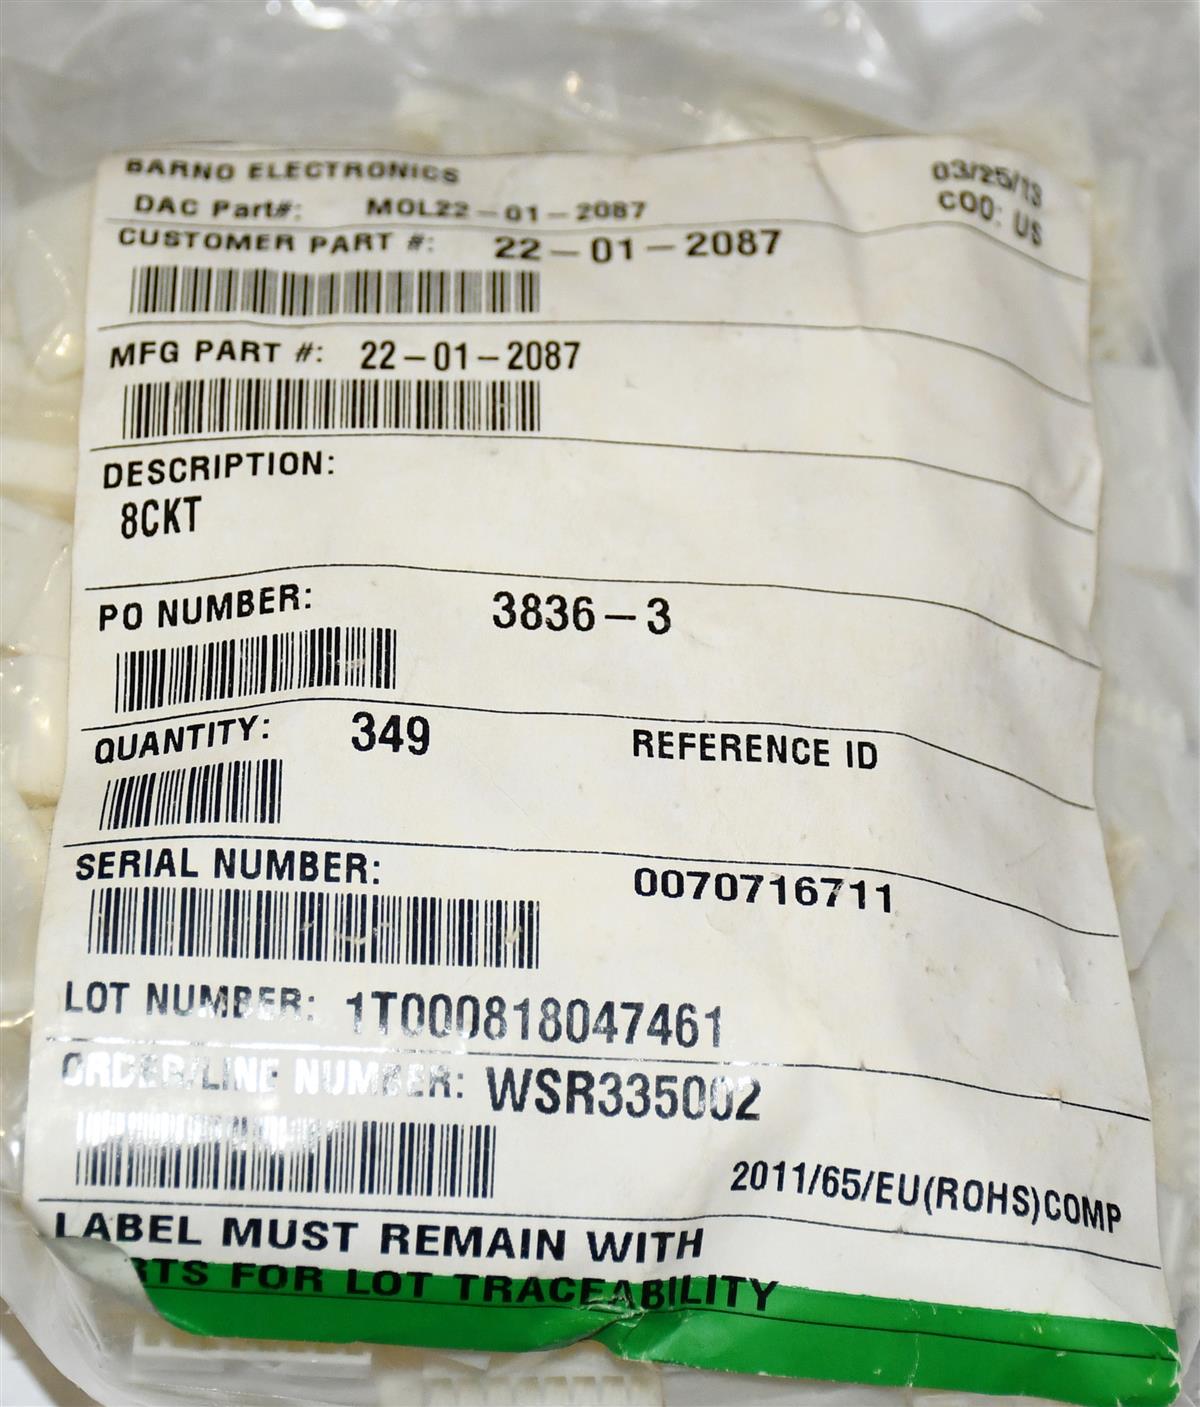 BARNO ELECTRONICS 03/25/13
DAC Part#: MOL22-01-2087 COO: US
CUSTOMER PART #: 22-01-2087
MFG PART #: 22-01-2087
DESCRIPTION:
8CKT
PO NUMBER: 3836-3
QUANTITY: 349 REFERENCE ID
SERIAL NUMBER: 0070716711
LOT NUMBER: 1T000818047461
ORDER/LINE NUMBER: WSR335002
2011/65/EU(ROHS)COMP
LABEL MUST REMAIN WITH
RTS FOR LOT TRACEABILITY